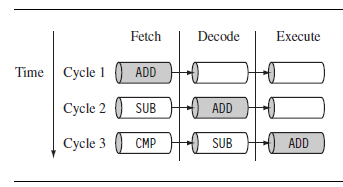 Fetch Decode Execute
Time Cycle 1 ADD
Cycle 2 SUB ADD
Cycle 3 CMP SUB ADD